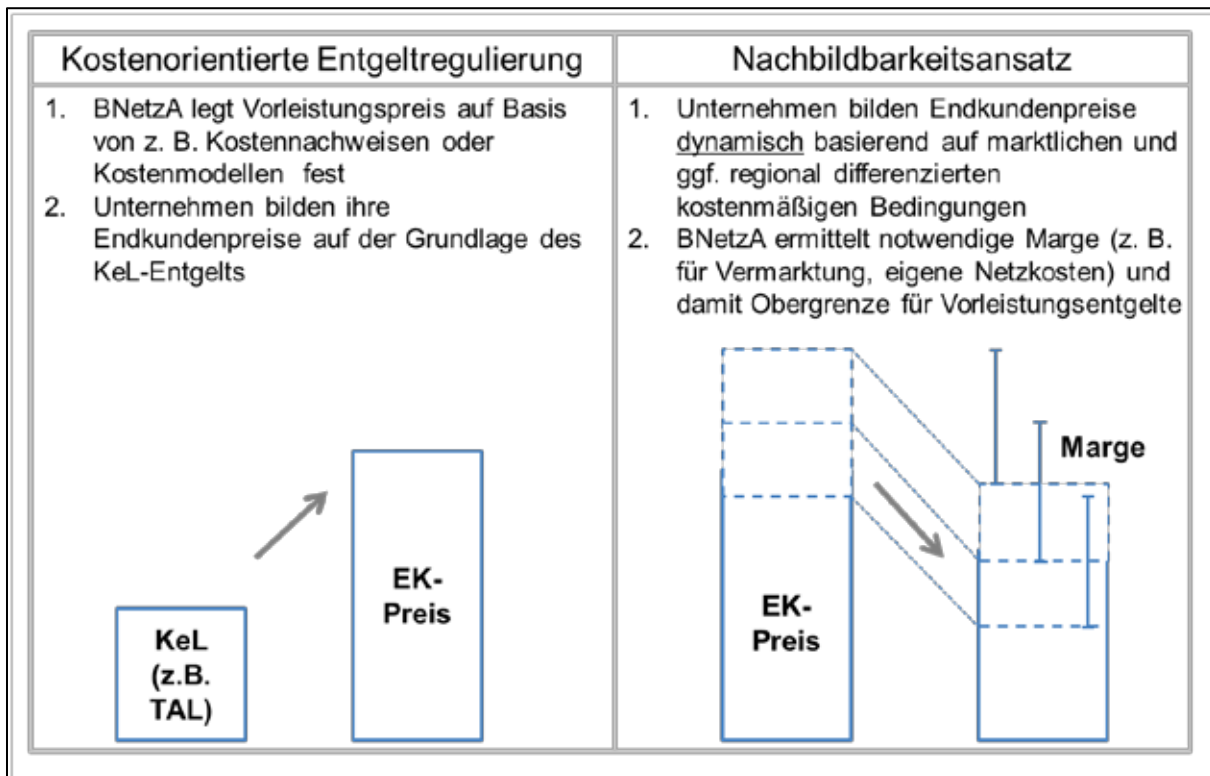 Kostenorientierte Entgeltregulierung
1. BNetzA legt Vorleistungspreis auf Basis
von z. B. Kostennachweisen oder
Kostenmodellen fest
2. Unternehmen bilden ihre
Endkundenpreise auf der Grundlage des
KeL-Entgelts
KeL
(z.B.
TAL)
EK-
Preis
Nachbildbarkeitsansatz
1. Unternehmen bilden Endkundenpreise
dynamisch basierend auf marktlichen und
ggf. regional differenzierten
kostenmäßigen Bedingungen
2. BNetzA ermittelt notwendige Marge (z. B.
für Vermarktung, eigene Netzkosten) und
damit Obergrenze für Vorleistungsentgelte
Marge
EK-
Preis